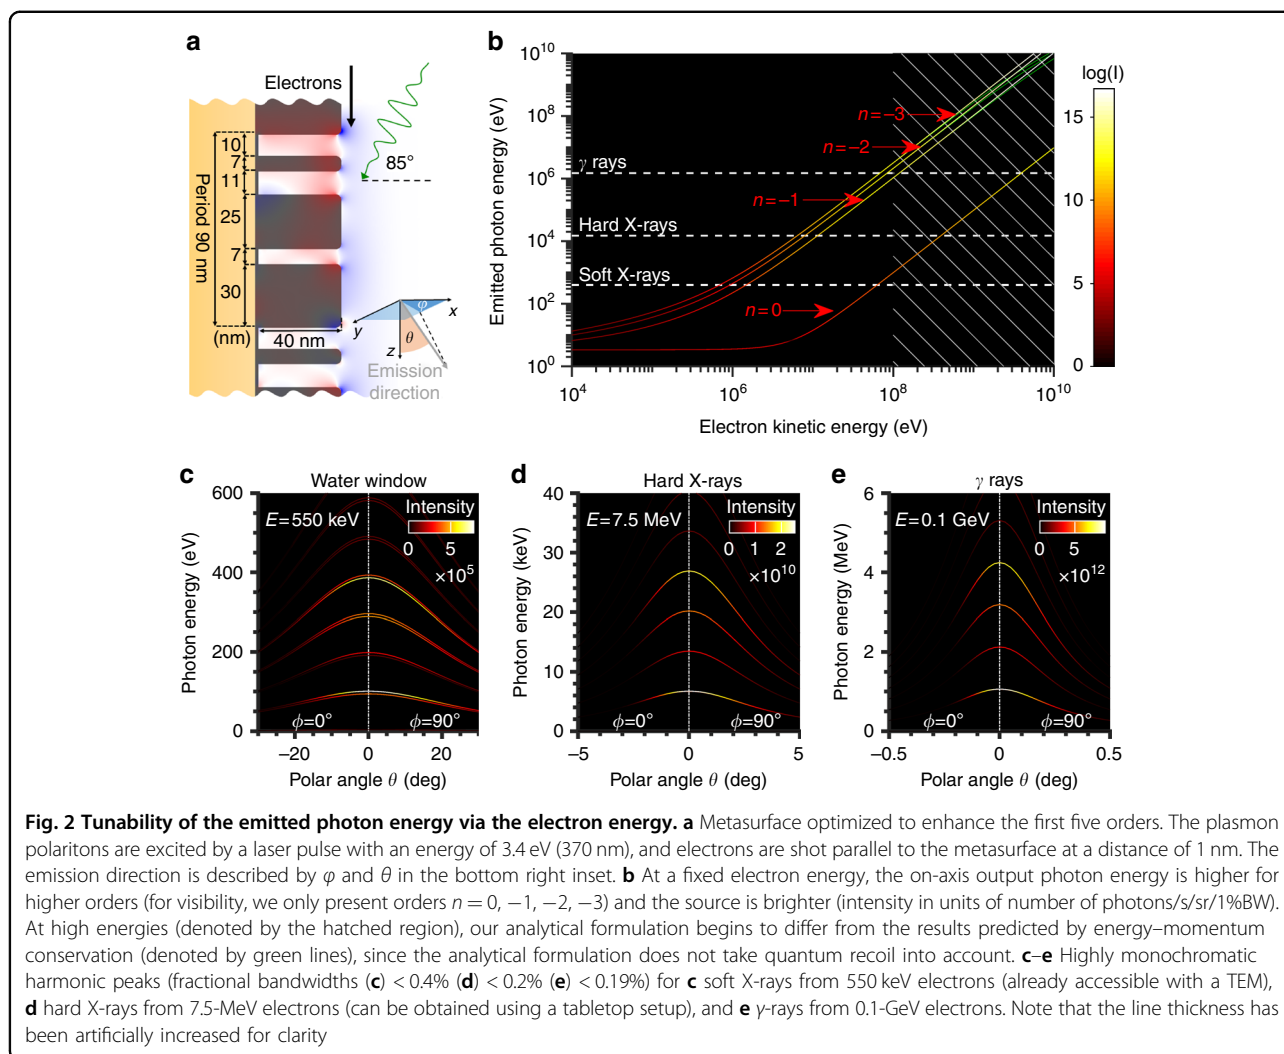 a
Electrons
85°
10
7
11
25
7
30
Period 90 nm
(nm)
40 nm
φ
x
y
z
θ
Emission
direction
b
Emitted photon energy (eV)
10^10
10^8
10^6
10^4
10^2
10^0
γ rays
Hard X-rays
Soft X-rays
n=−3
n=−2
n=−1
n=0
10^4
10^6
10^8
10^10
Electron kinetic energy (eV)
log(I)
15
10
5
0
c
Water window
Photon energy (eV)
600
400
200
0
E=550 keV
Intensity
0 5
×10^5
ϕ=0°
ϕ=90°
−20 0 20
Polar angle θ (deg)
d
Hard X-rays
Photon energy (keV)
40
30
20
10
0
E=7.5 MeV
Intensity
0 1 2
×10^10
ϕ=0°
ϕ=90°
−5 0 5
Polar angle θ (deg)
e
γ rays
Photon energy (MeV)
6
4
2
0
E=0.1 GeV
Intensity
0 5
×10^12
ϕ=0°
ϕ=90°
−0.5 0 0.5
Polar angle θ (deg)
Fig. 2 Tunability of the emitted photon energy via the electron energy. a Metasurface optimized to enhance the first five orders. The plasmon
polaritons are excited by a laser pulse with an energy of 3.4 eV (370 nm), and electrons are shot parallel to the metasurface at a distance of 1 nm. The
emission direction is described by φ and θ in the bottom right inset. b At a fixed electron energy, the on-axis output photon energy is higher for
higher orders (for visibility, we only present orders n = 0, −1, −2, −3) and the source is brighter (intensity in units of number of photons/s/sr/1%BW).
At high energies (denoted by the hatched region), our analytical formulation begins to differ from the results predicted by energy–momentum
conservation (denoted by green lines), since the analytical formulation does not take quantum recoil into account. c–e Highly monochromatic
harmonic peaks (fractional bandwidths (c) < 0.4% (d) < 0.2% (e) < 0.19%) for c soft X-rays from 550 keV electrons (already accessible with a TEM),
d hard X-rays from 7.5-MeV electrons (can be obtained using a tabletop setup), and e γ-rays from 0.1-GeV electrons. Note that the line thickness has
been artificially increased for clarity